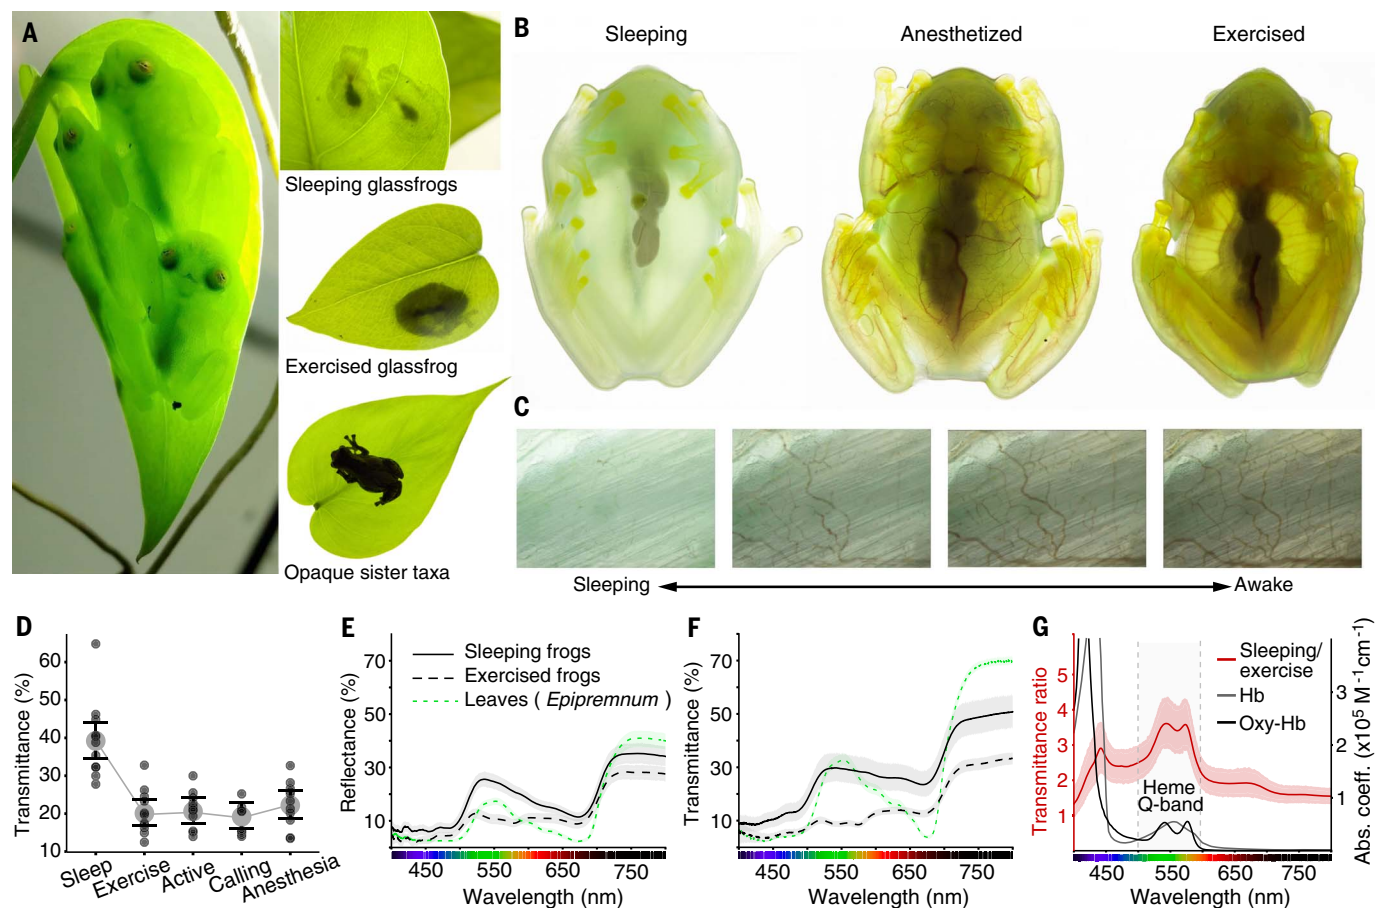 A
Sleeping glassfrogs
Exercised glassfrog
Opaque sister taxa
B
Sleeping
Anesthetized
Exercised
C
Sleeping
Awake
D
Transmittance (%)
60
50
40
30
20
10
Sleep
Exercise
Active
Calling
Anesthesia
E
Reflectance (%)
70
50
30
10
Sleeping frogs
Exercised frogs
Leaves ( Epipremnum )
450
550
650
750
Wavelength (nm)
F
Transmittance (%)
70
50
30
10
450
550
650
750
Wavelength (nm)
G
Transmittance ratio
5
4
3
2
1
Sleeping/
exercise
Hb
Oxy-Hb
Heme
Q-band
3
2
1
Abs. coeff. (x10⁵ M⁻¹ cm⁻¹)
450
550
650
750
Wavelength (nm)